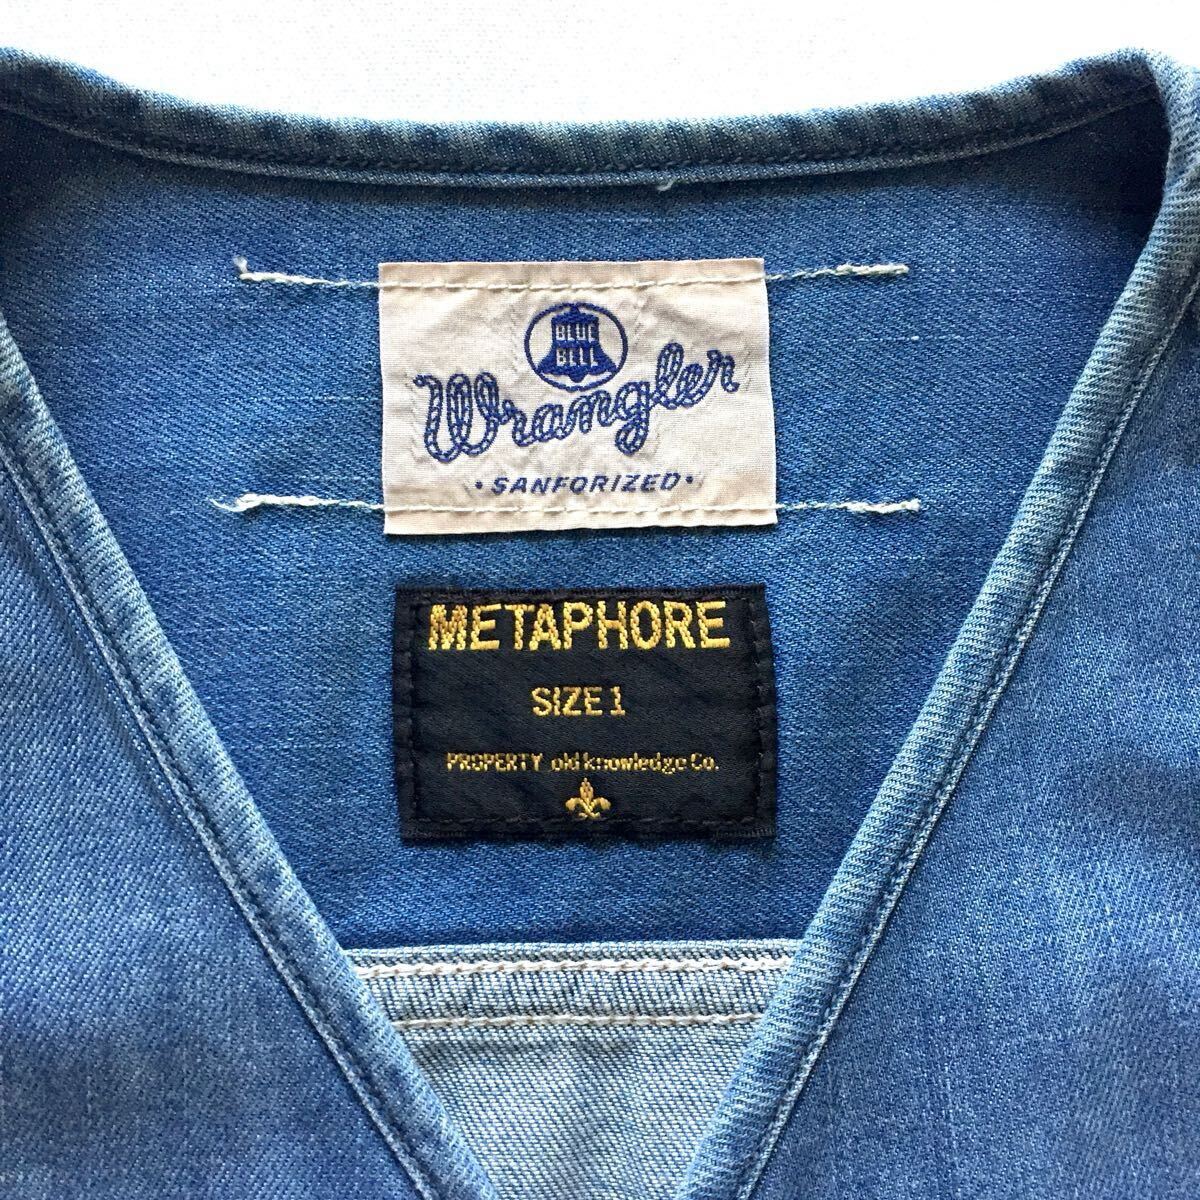 BLUE
BELL
Wrangler
•SANFORIZED•
METAPHORE
SIZE 1
PROPERTY old knowledge Co.